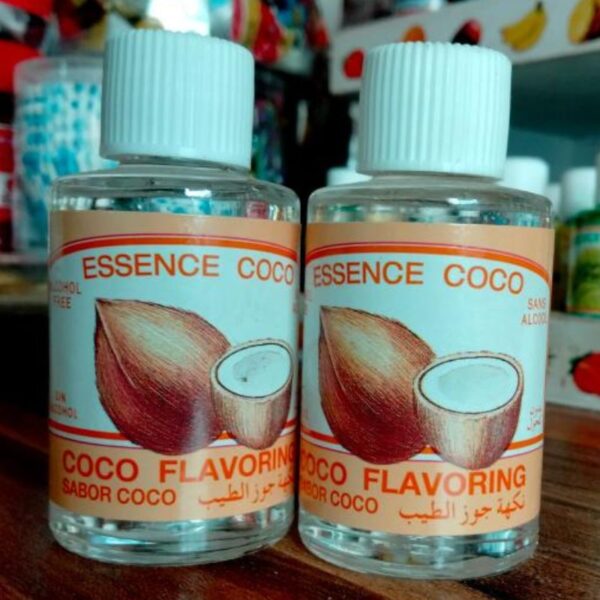 ESSENCE COCO
ALCOHOL
FREE
SIN
ALCOHOL
COCO FLAVORING
SABOR COCO نكهة جوز الطيب
ESSENCE COCO
SANS
ALCOOL
COCO FLAVORING
SABOR COCO نكهة جوز الطيب